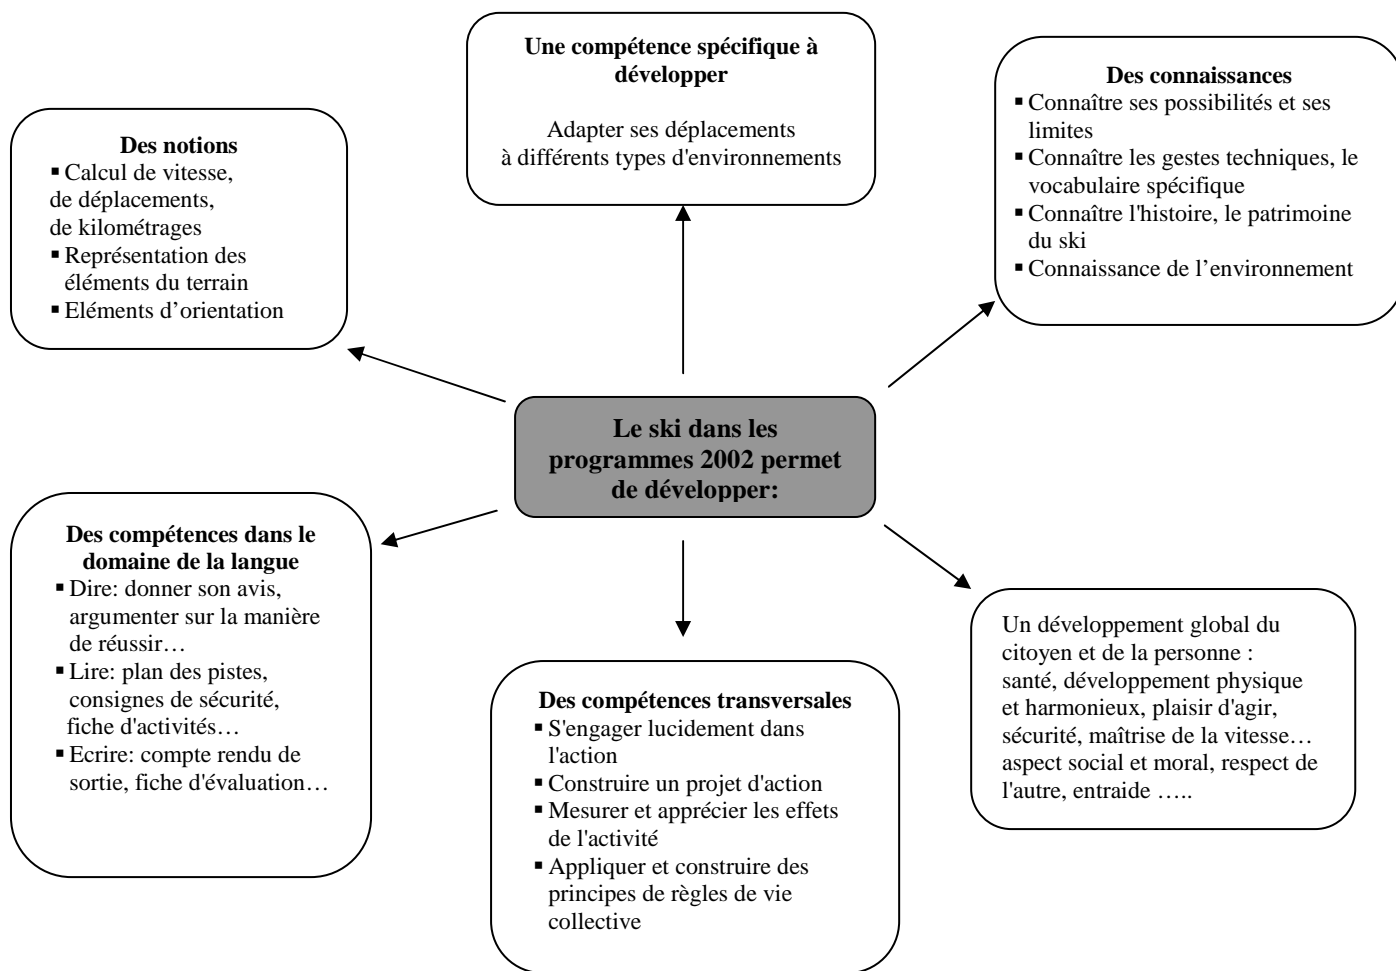 Une compétence spécifique à
développer
Adapter ses déplacements
à différents types d'environnements
Des connaissances
▪ Connaître ses possibilités et ses
limites
▪ Connaître les gestes techniques, le
vocabulaire spécifique
▪ Connaître l'histoire, le patrimoine
du ski
▪ Connaissance de l’environnement
Des notions
▪ Calcul de vitesse,
de déplacements,
de kilométrages
▪ Représentation des
éléments du terrain
▪ Eléments d’orientation
Le ski dans les
programmes 2002 permet
de développer:
Des compétences dans le
domaine de la langue
▪ Dire: donner son avis,
argumenter sur la manière
de réussir…
▪ Lire: plan des pistes,
consignes de sécurité,
fiche d'activités…
▪ Ecrire: compte rendu de
sortie, fiche d'évaluation…
Des compétences transversales
▪ S'engager lucidement dans
l'action
▪ Construire un projet d'action
▪ Mesurer et apprécier les effets
de l'activité
▪ Appliquer et construire des
principes de règles de vie
collective
Un développement global du
citoyen et de la personne :
santé, développement physique
et harmonieux, plaisir d'agir,
sécurité, maîtrise de la vitesse…
aspect social et moral, respect de
l'autre, entraide …..